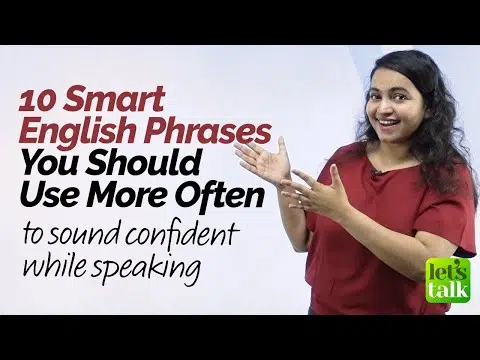 10 Smart
English Phrases
You Should
Use More Often
to sound confident
while speaking
let's
talk